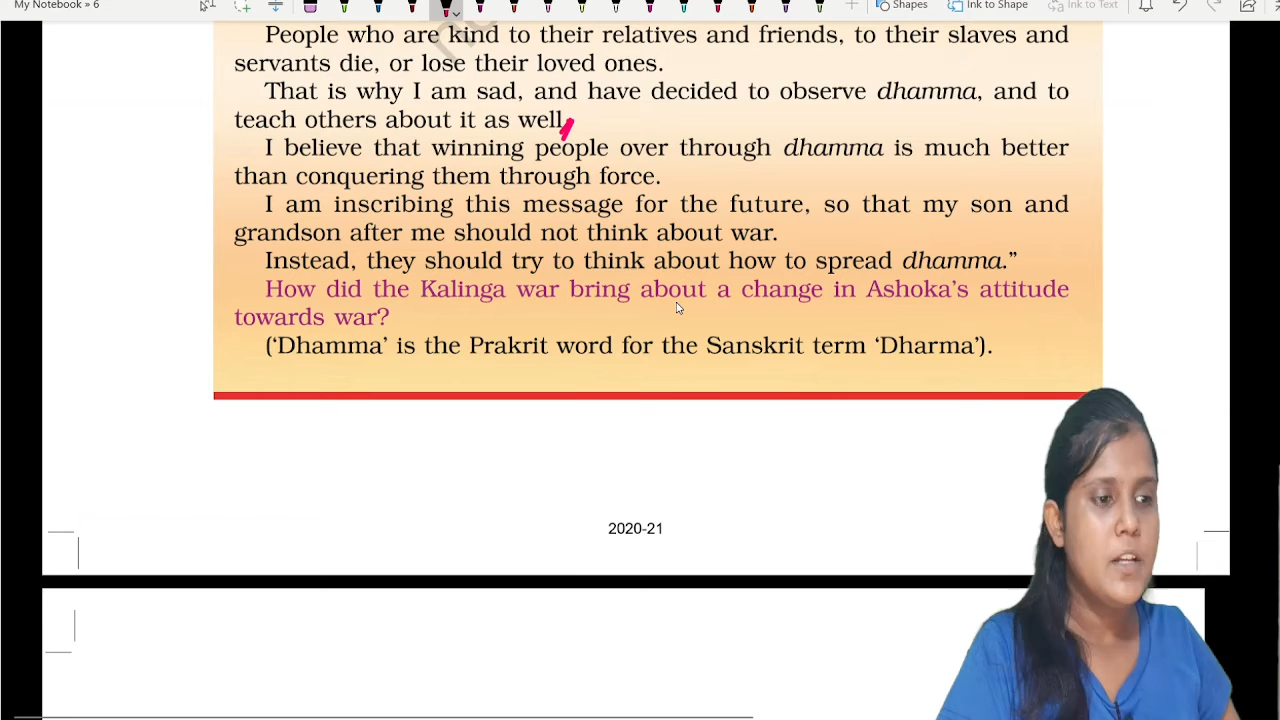 My Notebook » 6
Shapes
Ink to Shape
Ink to Text
People who are kind to their relatives and friends, to their slaves and
servants die, or lose their loved ones.
That is why I am sad, and have decided to observe dhamma, and to
teach others about it as well.
I believe that winning people over through dhamma is much better
than conquering them through force.
I am inscribing this message for the future, so that my son and
grandson after me should not think about war.
Instead, they should try to think about how to spread dhamma.”
How did the Kalinga war bring about a change in Ashoka’s attitude
towards war?
(‘Dhamma’ is the Prakrit word for the Sanskrit term ‘Dharma’).
2020-21